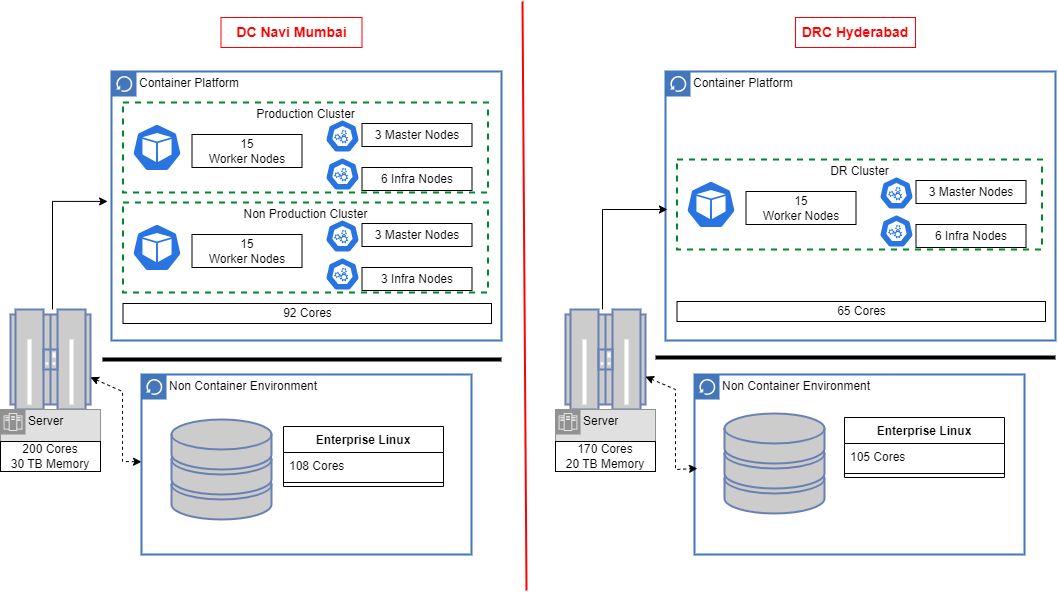 DC Navi Mumbai
Container Platform
Production Cluster
15
Worker Nodes
3 Master Nodes
6 Infra Nodes
Non Production Cluster
15
Worker Nodes
3 Master Nodes
3 Infra Nodes
92 Cores
Server
200 Cores
30 TB Memory
Non Container Environment
Enterprise Linux
108 Cores
DRC Hyderabad
Container Platform
DR Cluster
15
Worker Nodes
3 Master Nodes
6 Infra Nodes
65 Cores
Server
170 Cores
20 TB Memory
Non Container Environment
Enterprise Linux
105 Cores